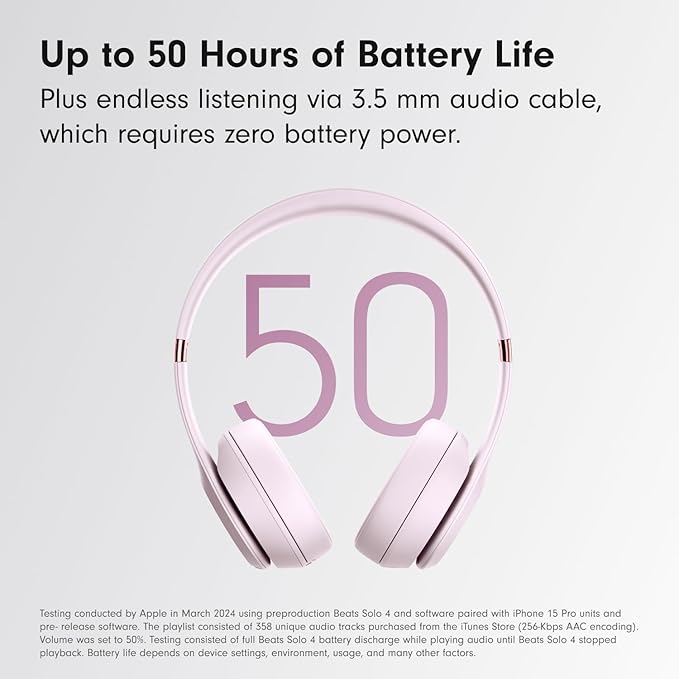 Up to 50 Hours of Battery Life
Plus endless listening via 3.5 mm audio cable,
which requires zero battery power.
50
Testing conducted by Apple in March 2024 using preproduction Beats Solo 4 and software paired with iPhone 15 Pro units and
pre- release software. The playlist consisted of 358 unique audio tracks purchased from the iTunes Store (256-Kbps AAC encoding).
Volume was set to 50%. Testing consisted of full Beats Solo 4 battery discharge while playing audio until Beats Solo 4 stopped
playback. Battery life depends on device settings, environment, usage, and many other factors.